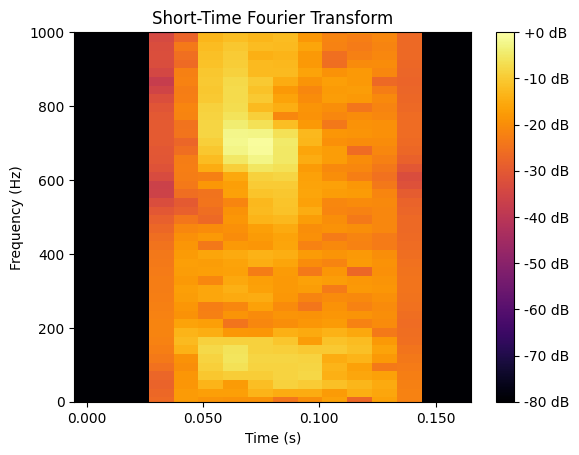 Short-Time Fourier Transform
1000
800
600
400
200
0
Frequency (Hz)
0.000
0.050
0.100
0.150
Time (s)
+0 dB
-10 dB
-20 dB
-30 dB
-40 dB
-50 dB
-60 dB
-70 dB
-80 dB